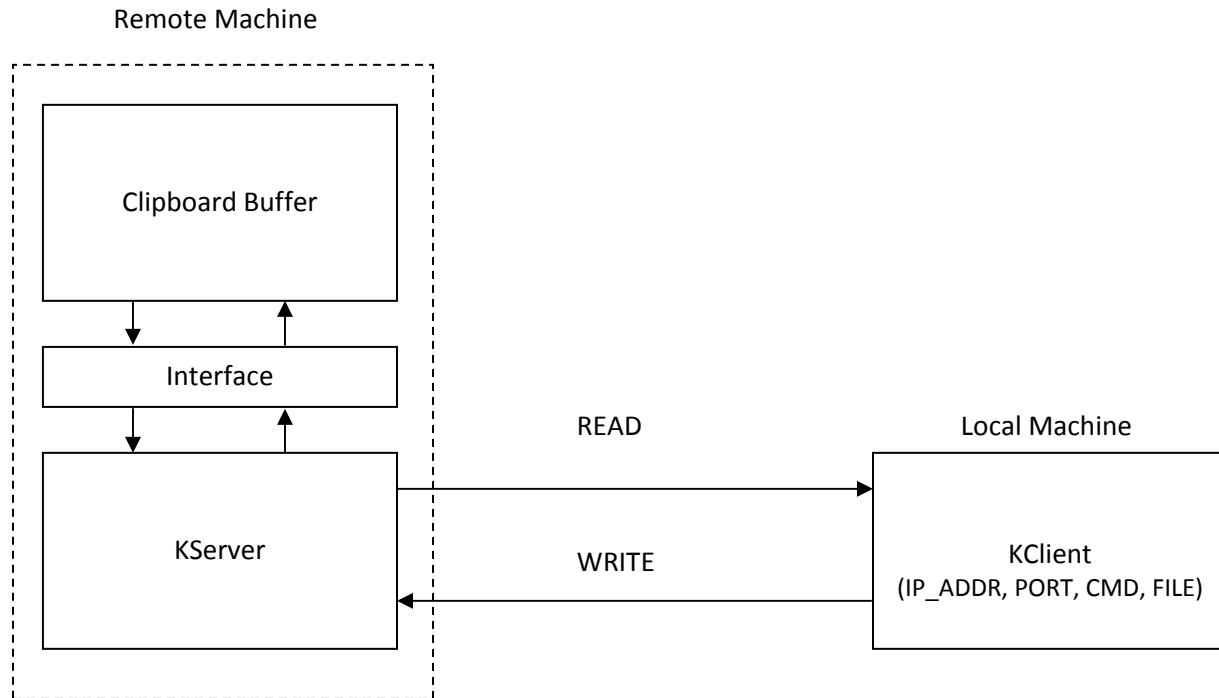 Remote Machine
Clipboard Buffer
Interface
READ
Local Machine
KServer
WRITE
KClient
(IP_ADDR, PORT, CMD, FILE)